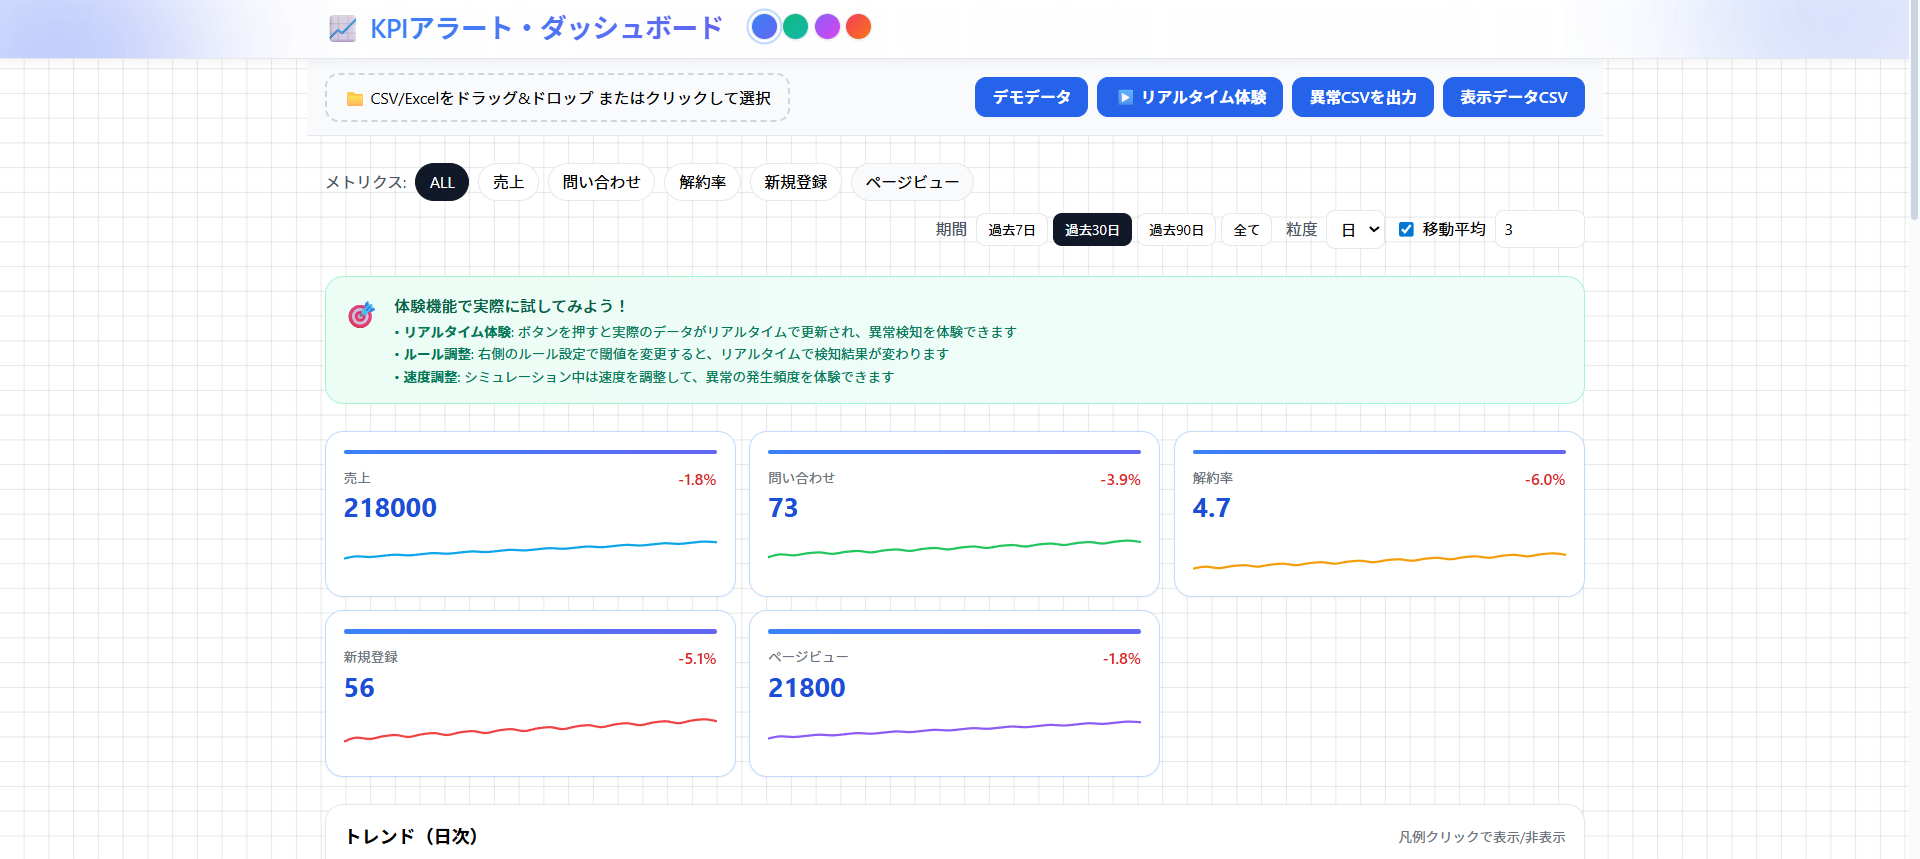 KPIアラート・ダッシュボード
CSV/Excelをドラッグ&ドロップ またはクリックして選択
デモデータ
リアルタイム体験
異常CSVを出力
表示データCSV
メトリクス: ALL 売上 問い合わせ 解約率 新規登録 ページビュー
期間 過去7日 過去30日 過去90日 全て 粒度 日 移動平均 3
体験機能で実際に試してみよう！
• リアルタイム体験: ボタンを押すと実際のデータがリアルタイムで更新され、異常検知を体験できます
• ルール調整: 右側のルール設定で閾値を変更すると、リアルタイムで検知結果が変わります
• 速度調整: シミュレーション中は速度を調整して、異常の発生頻度を体験できます
売上 -1.8%
218000
問い合わせ -3.9%
73
解約率 -6.0%
4.7
新規登録 -5.1%
56
ページビュー -1.8%
21800
トレンド（日次） 凡例クリックで表示/非表示